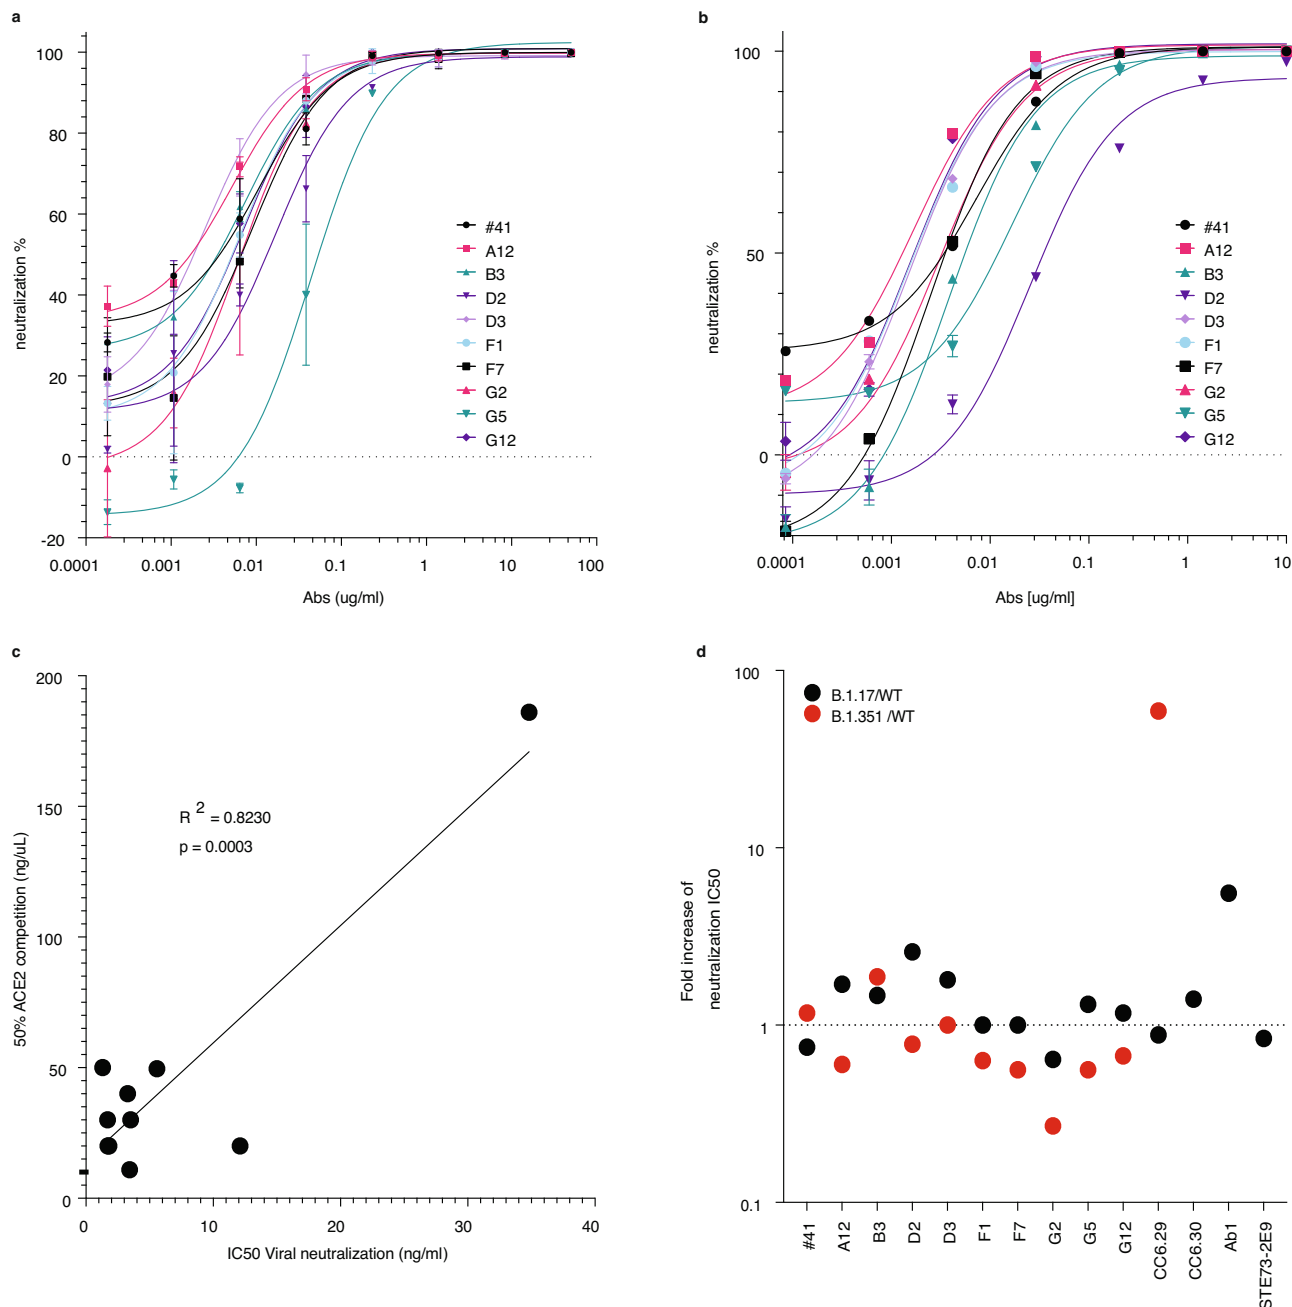 a
100
80
60
40
20
0
-20
neutralization %
0.0001
0.001
0.01
0.1
1
10
100
Abs (ug/ml)
#41
A12
B3
D2
D3
F1
F7
G2
G5
G12
b
100
50
0
neutralization %
0.0001
0.001
0.01
0.1
1
10
Abs [ug/ml]
#41
A12
B3
D2
D3
F1
F7
G2
G5
G12
c
200
150
100
50
0
50% ACE2 competition (ng/uL)
R 2 = 0.8230
p = 0.0003
0
10
20
30
40
IC50 Viral neutralization (ng/ml)
d
100
10
1
0.1
Fold increase of
neutralization IC50
B.1.17/WT
B.1.351 /WT
#41
A12
B3
D2
D3
F1
F7
G2
G5
G12
CC6.29
CC6.30
Ab1
STE73-2E9